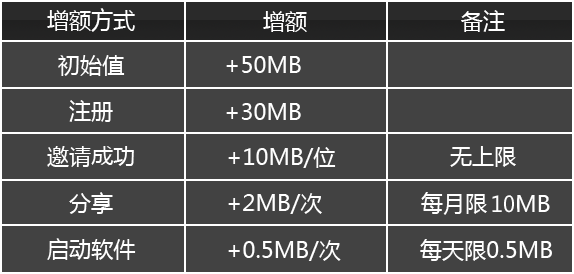 增额方式 增额 备注
初始值 +50MB
注册 +30MB
邀请成功 +10MB/位 无上限
分享 +2MB/次 每月限10MB
启动软件 +0.5MB/次 每天限0.5MB